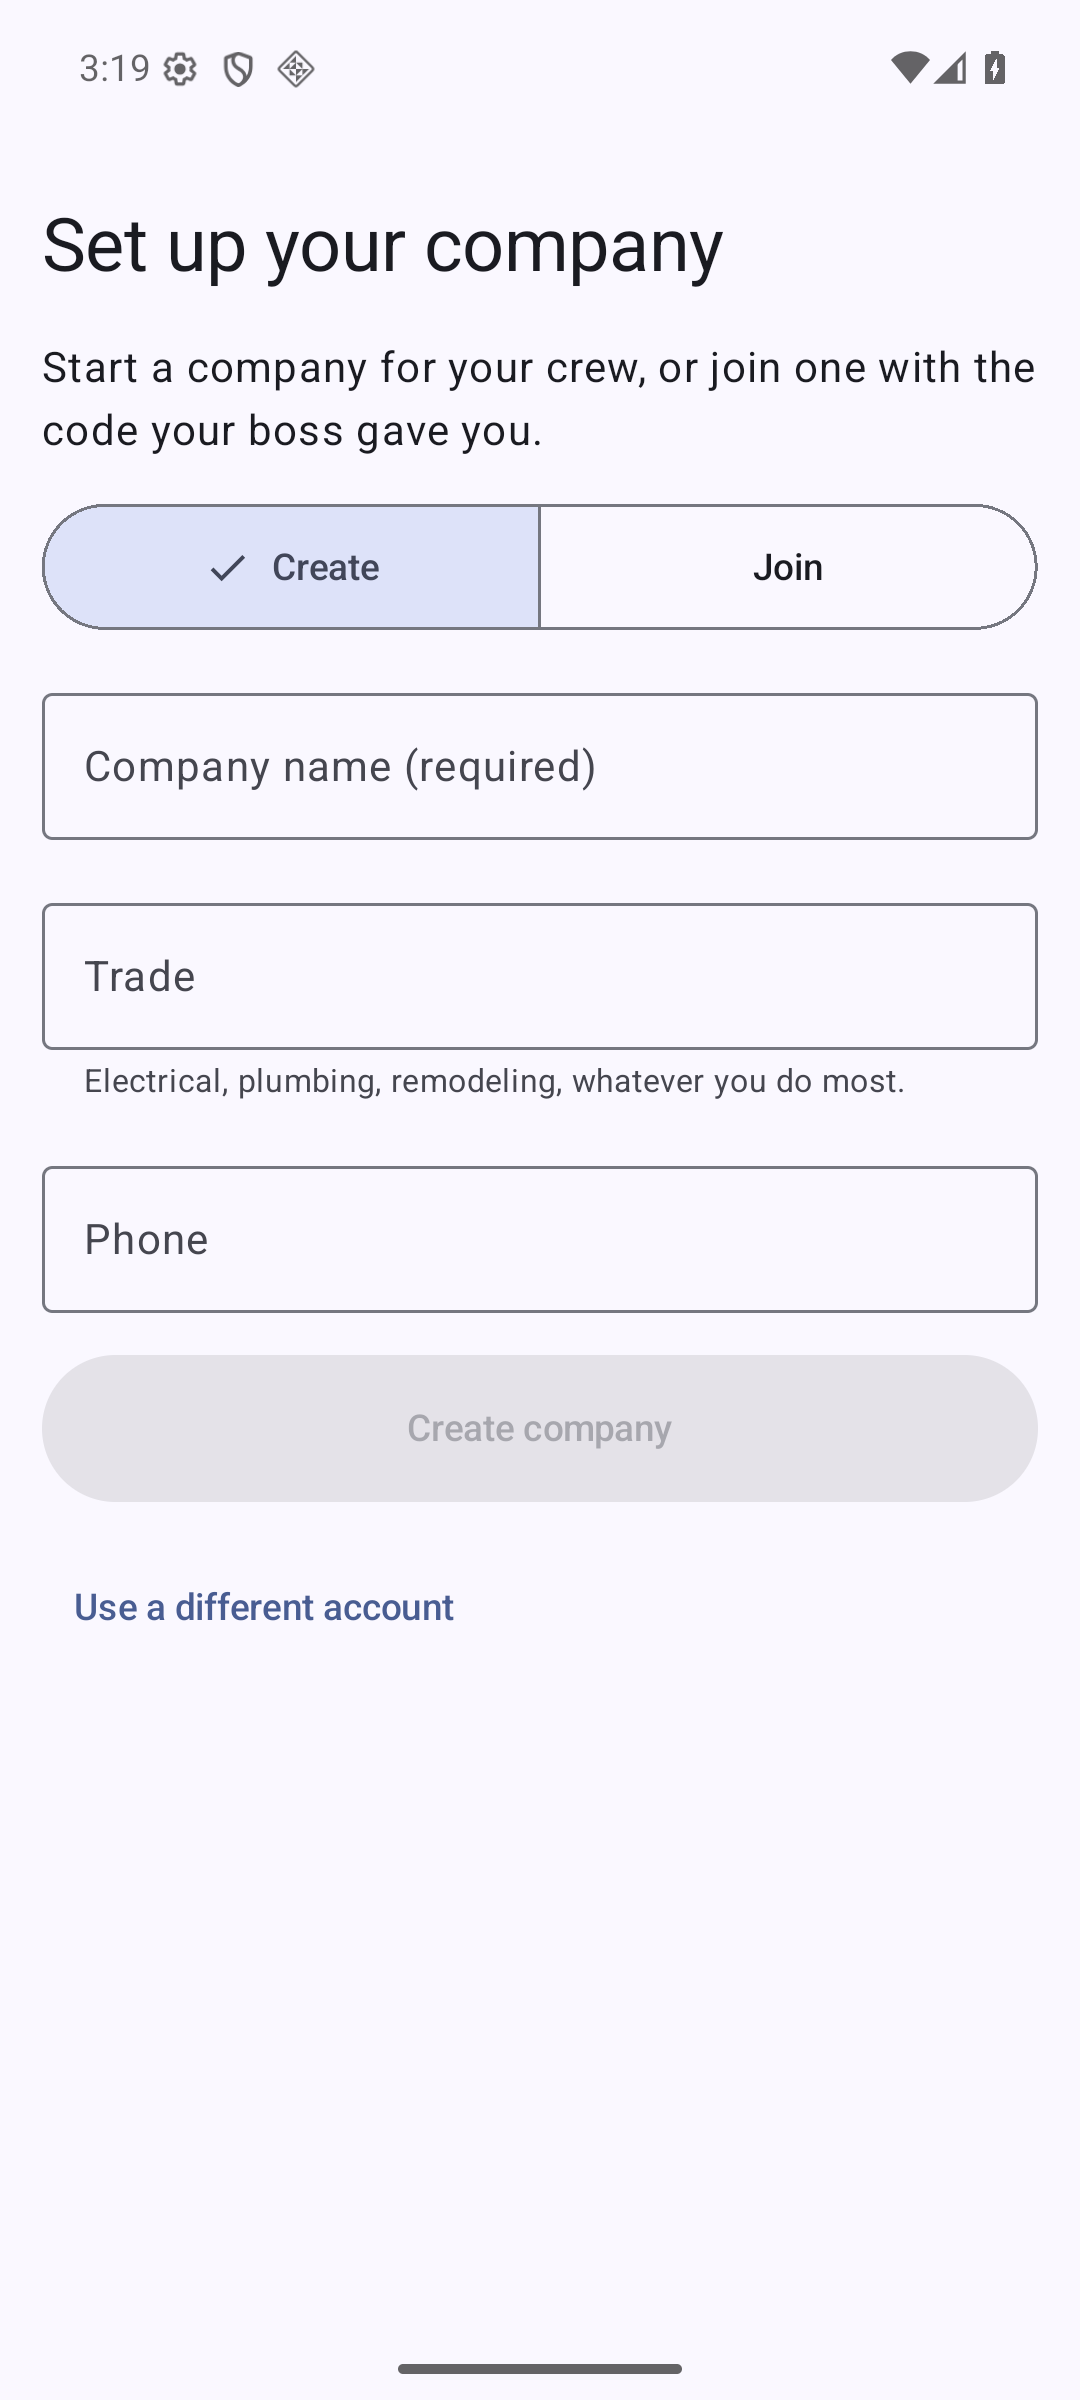 3:19
Set up your company
Start a company for your crew, or join one with the
code your boss gave you.
Create
Join
Company name (required)
Trade
Electrical, plumbing, remodeling, whatever you do most.
Phone
Create company
Use a different account